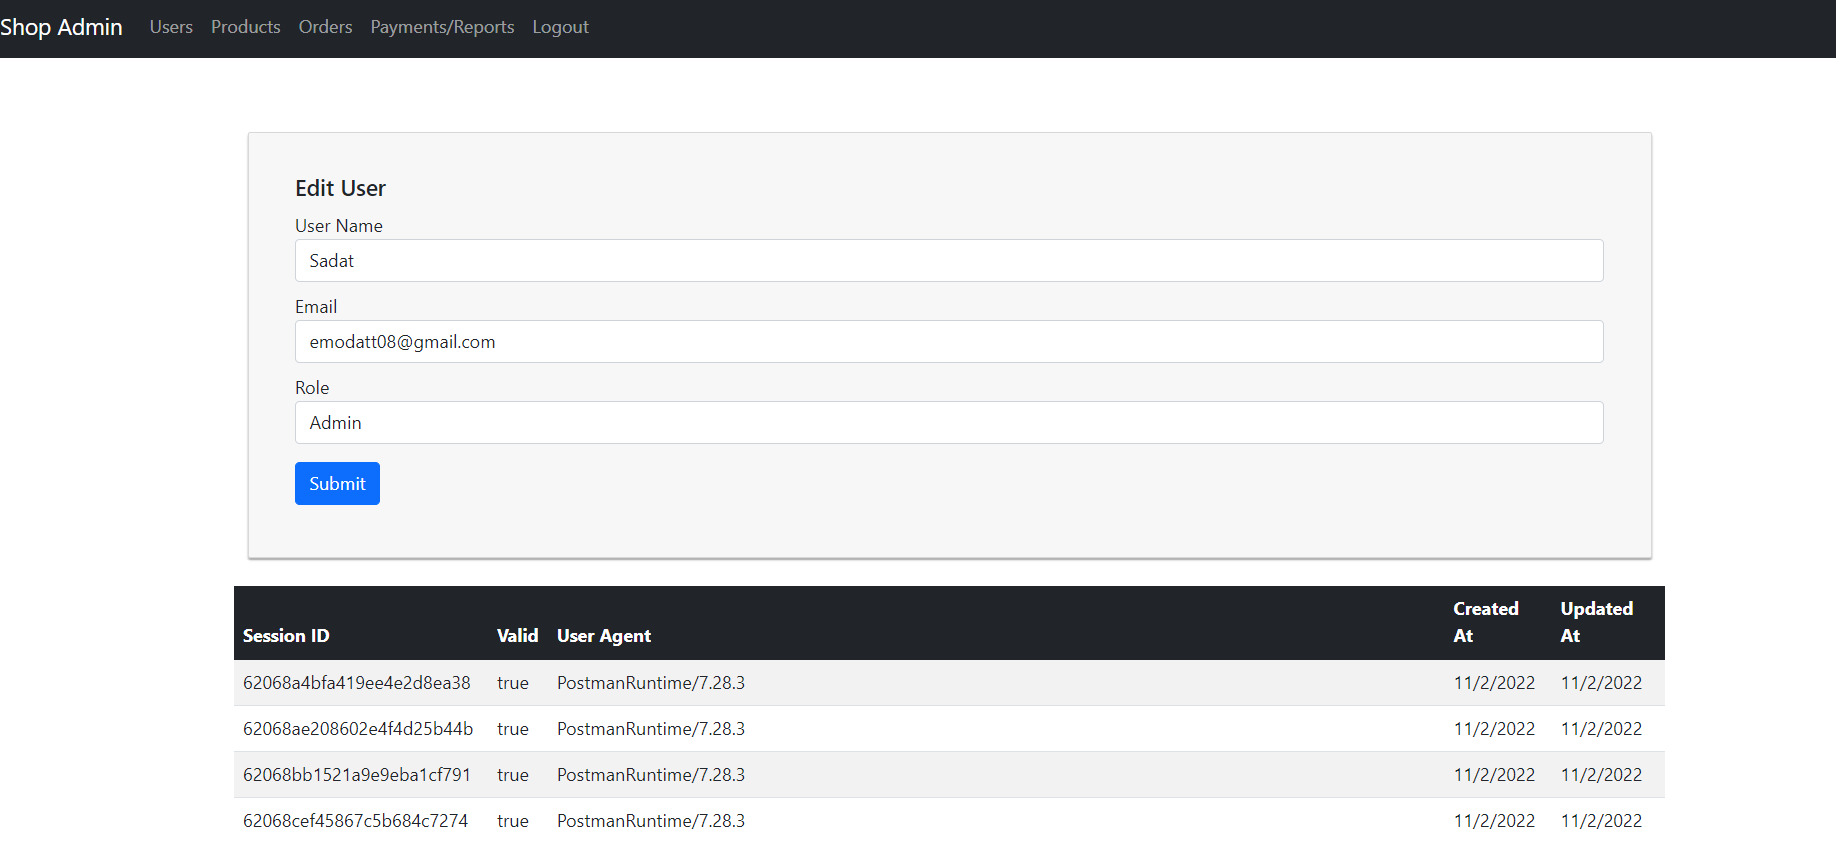 Shop Admin Users Products Orders Payments/Reports Logout
Edit User
User Name
Sadat
Email
emodatt08@gmail.com
Role
Admin
Submit
Session ID Valid User Agent Created At Updated At
62068a4bfa419ee4e2d8ea38 true PostmanRuntime/7.28.3 11/2/2022 11/2/2022
62068ae208602e4f4d25b44b true PostmanRuntime/7.28.3 11/2/2022 11/2/2022
62068bb1521a9e9eba1cf791 true PostmanRuntime/7.28.3 11/2/2022 11/2/2022
62068cef45867c5b684c7274 true PostmanRuntime/7.28.3 11/2/2022 11/2/2022